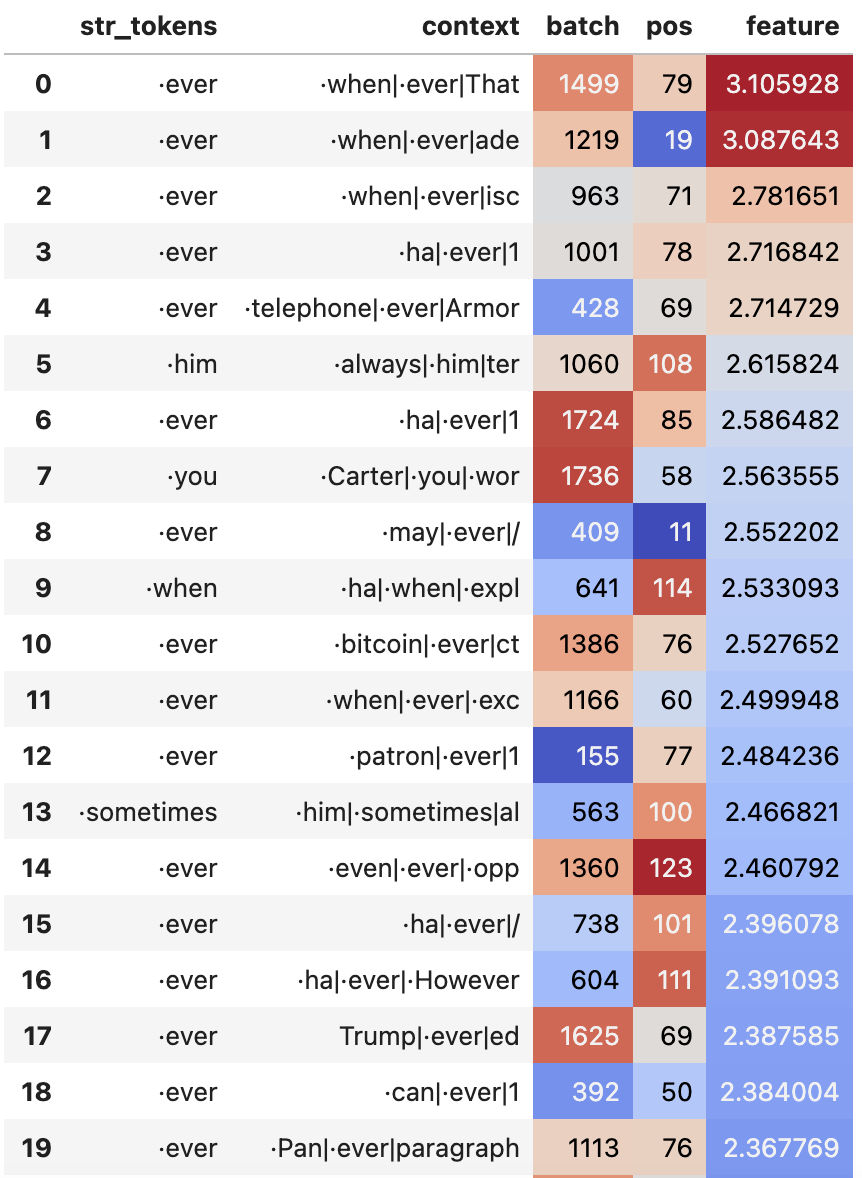 str_tokens context batch pos feature
0 ·ever ·when|·ever|That 1499 79 3.105928
1 ·ever ·when|·ever|ade 1219 19 3.087643
2 ·ever ·when|·ever|isc 963 71 2.781651
3 ·ever ·ha|·ever|1 1001 78 2.716842
4 ·ever ·telephone|·ever|Armor 428 69 2.714729
5 ·him ·always|·him|ter 1060 108 2.615824
6 ·ever ·ha|·ever|1 1724 85 2.586482
7 ·you ·Carter|·you|·wor 1736 58 2.563555
8 ·ever ·may|·ever|/ 409 11 2.552202
9 ·when ·ha|·when|·expl 641 114 2.533093
10 ·ever ·bitcoin|·ever|ct 1386 76 2.527652
11 ·ever ·when|·ever|·exc 1166 60 2.499948
12 ·ever ·patron|·ever|1 155 77 2.484236
13 ·sometimes ·him|·sometimes|al 563 100 2.466821
14 ·ever ·even|·ever|·opp 1360 123 2.460792
15 ·ever ·ha|·ever|/ 738 101 2.396078
16 ·ever ·ha|·ever|·However 604 111 2.391093
17 ·ever Trump|·ever|ed 1625 69 2.387585
18 ·ever ·can|·ever|1 392 50 2.384004
19 ·ever ·Pan|·ever|paragraph 1113 76 2.367769